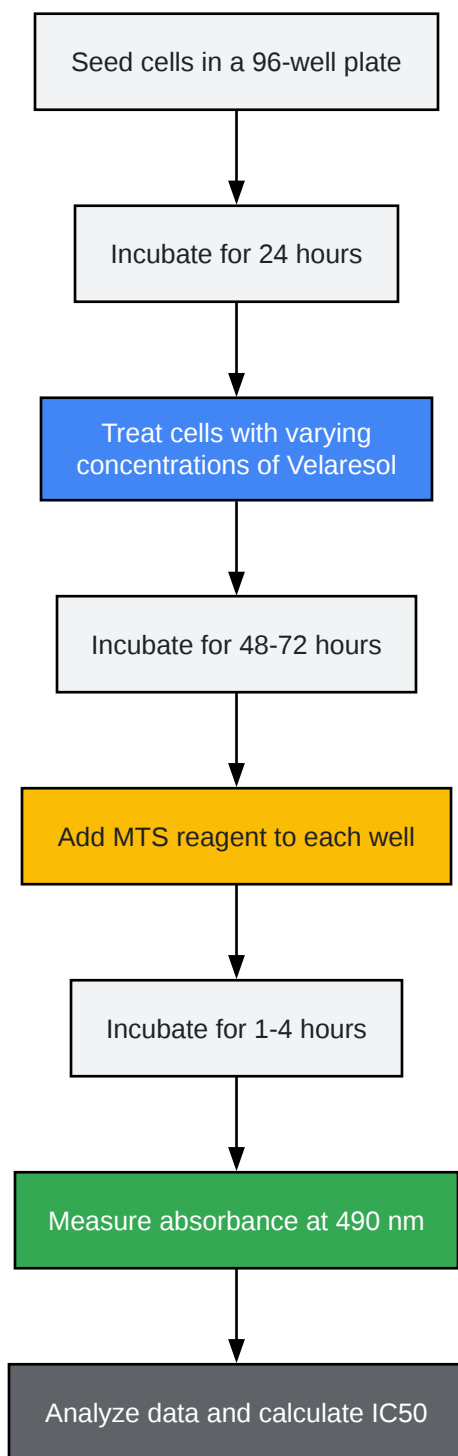 Seed cells in a 96-well plate
Incubate for 24 hours
Treat cells with varying
concentrations of Velaresol
Incubate for 48-72 hours
Add MTS reagent to each well
Incubate for 1-4 hours
Measure absorbance at 490 nm
Analyze data and calculate IC50